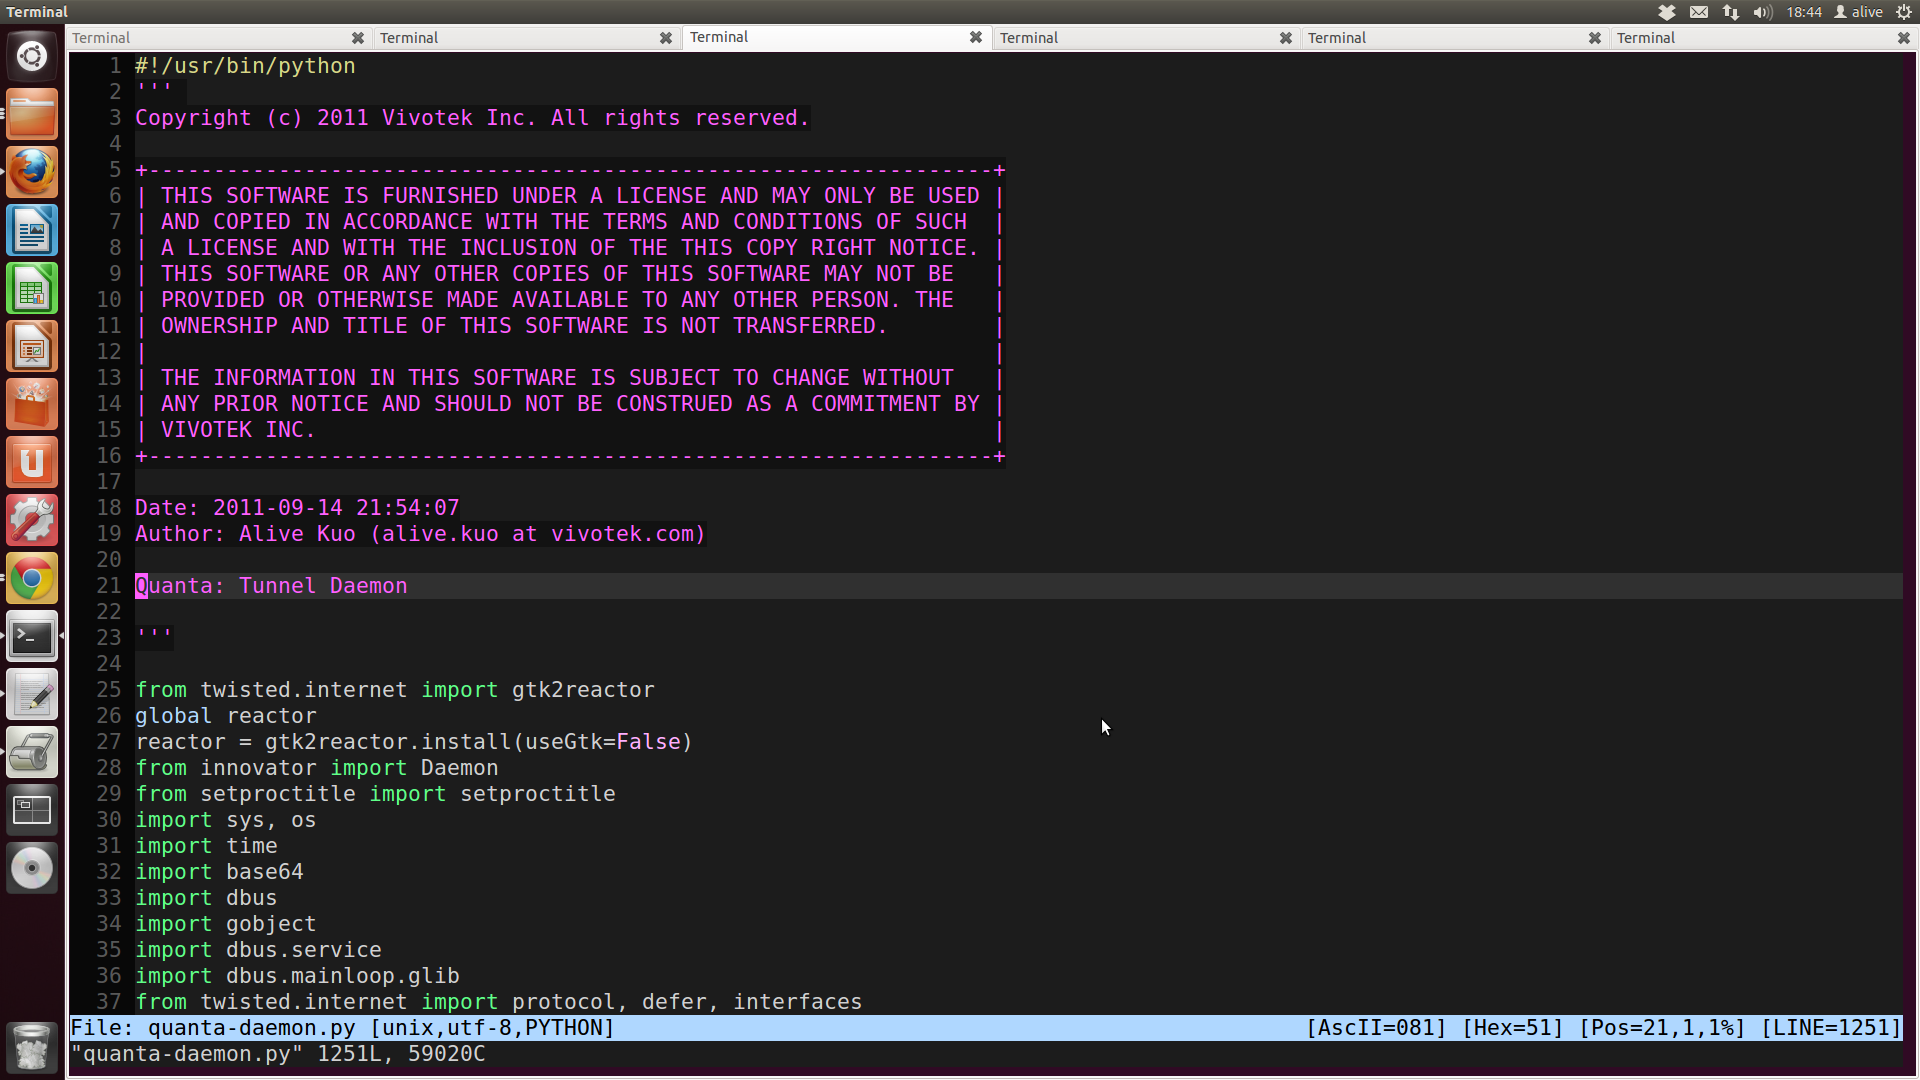 Terminal
18:44 alive
Terminal Terminal Terminal Terminal Terminal Terminal
1 #!/usr/bin/python
2 '''
3 Copyright (c) 2011 Vivotek Inc. All rights reserved.
4
5 +-----------------------------------------------------------------+
6 | THIS SOFTWARE IS FURNISHED UNDER A LICENSE AND MAY ONLY BE USED |
7 | AND COPIED IN ACCORDANCE WITH THE TERMS AND CONDITIONS OF SUCH  |
8 | A LICENSE AND WITH THE INCLUSION OF THE THIS COPY RIGHT NOTICE. |
9 | THIS SOFTWARE OR ANY OTHER COPIES OF THIS SOFTWARE MAY NOT BE   |
10 | PROVIDED OR OTHERWISE MADE AVAILABLE TO ANY OTHER PERSON. THE   |
11 | OWNERSHIP AND TITLE OF THIS SOFTWARE IS NOT TRANSFERRED.        |
12 |                                                                 |
13 | THE INFORMATION IN THIS SOFTWARE IS SUBJECT TO CHANGE WITHOUT   |
14 | ANY PRIOR NOTICE AND SHOULD NOT BE CONSTRUED AS A COMMITMENT BY |
15 | VIVOTEK INC.                                                    |
16 +-----------------------------------------------------------------+
17
18 Date: 2011-09-14 21:54:07
19 Author: Alive Kuo (alive.kuo at vivotek.com)
20
21 Quanta: Tunnel Daemon
22
23 '''
24
25 from twisted.internet import gtk2reactor
26 global reactor
27 reactor = gtk2reactor.install(useGtk=False)
28 from innovator import Daemon
29 from setproctitle import setproctitle
30 import sys, os
31 import time
32 import base64
33 import dbus
34 import gobject
35 import dbus.service
36 import dbus.mainloop.glib
37 from twisted.internet import protocol, defer, interfaces
File: quanta-daemon.py [unix,utf-8,PYTHON] [AscII=081] [Hex=51] [Pos=21,1,1%] [LINE=1251]
"quanta-daemon.py" 1251L, 59020C